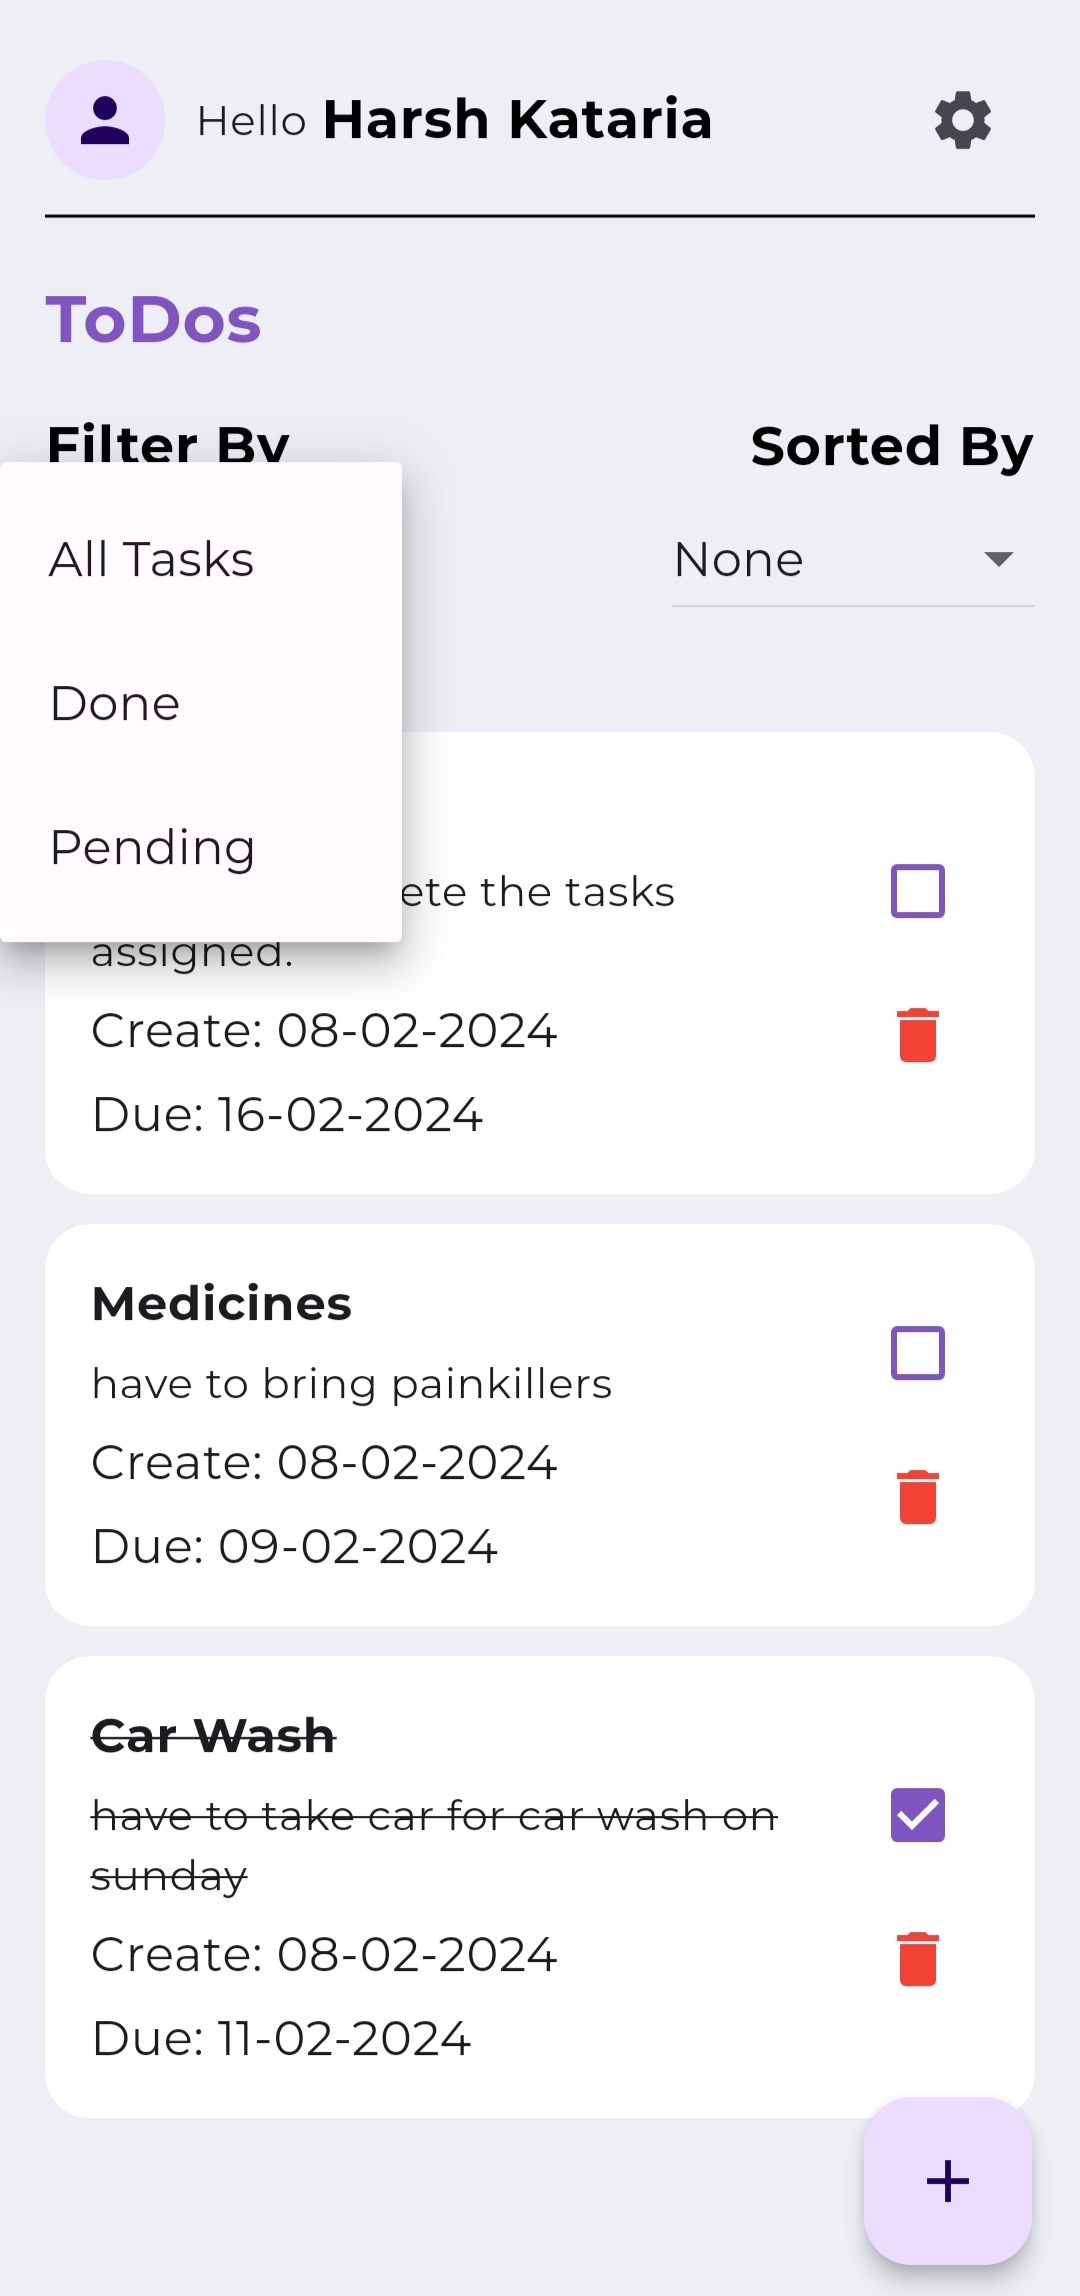 Hello Harsh Kataria
ToDos
Filter By
Sorted By
All Tasks
None
Done
Pending
the tasks
assigned.
Create: 08-02-2024
Due: 16-02-2024
Medicines
have to bring painkillers
Create: 08-02-2024
Due: 09-02-2024
Car Wash
have to take car for car wash on
sunday
Create: 08-02-2024
Due: 11-02-2024